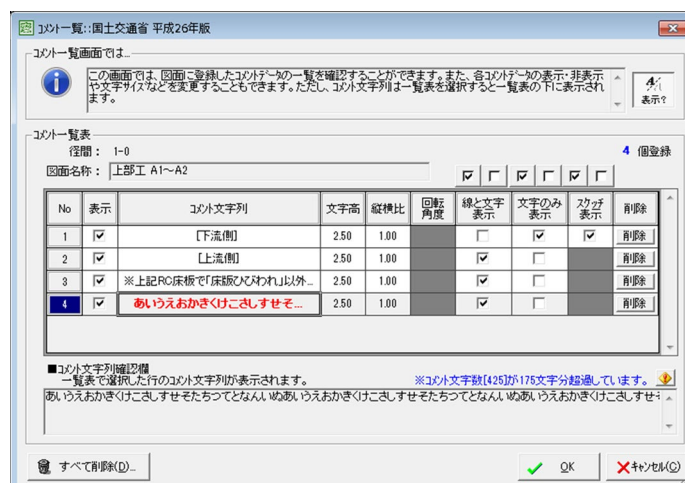 コメント一覧::国土交通省 平成26年版
コメント一覧画面では...
この画面では、図面に登録したコメントデータの一覧を確認することができます。また、各コメントデータの表示・非表示
や文字サイズなどを変更することもできます。ただし、コメント文字列は一覧表を選択すると一覧表の下に表示され
ます。
表示?
コメント一覧表
径間： 1-0
4 個登録
図面名称： 上部工 A1～A2
No 表示 コメント文字列 文字高 縦横比 回転角度 線と文字表示 文字のみ表示 スケッチ表示 削除
1 [下流側] 2.50 1.00 削除
2 [上流側] 2.50 1.00 削除
3 ※上記RC床板で「床版ひびわれ」以外... 2.50 1.00 削除
4 あいうえおかきくけこさしすせそ... 2.50 1.00 削除
■コメント文字列確認欄
一覧表で選択した行のコメント文字列が表示されます。
※コメント文字数[425]が175文字分超過しています。
あいうえおかきくけこさしすせそたちつてとなんいぬあいうえおかきくけこさしすせそたちつてとなんいぬあいうえおかきくけこさしすせそ
すべて削除(D)...
OK
キャンセル(C)